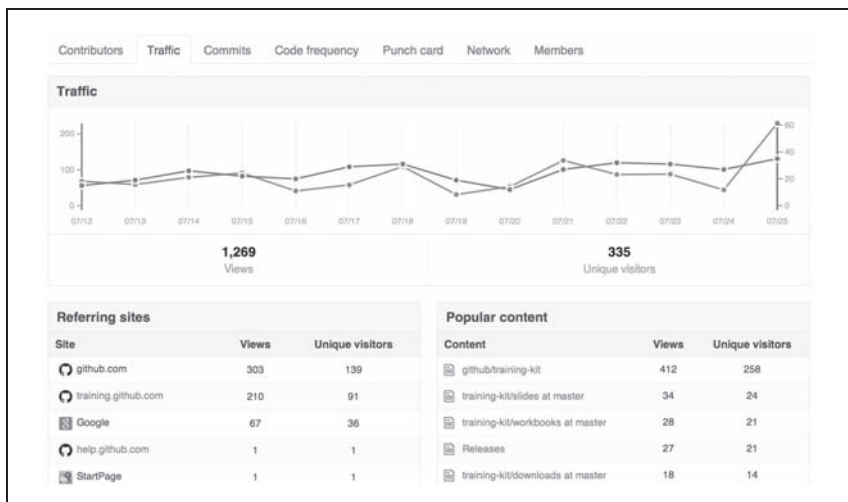 Contributors Traffic Commits Code frequency Punch card Network Members
Traffic
200 60
40
100
20
0 0
07/12 07/13 07/14 07/15 07/16 07/17 07/18 07/19 07/20 07/21 07/22 07/23 07/24 07/25
1,269 335
Views Unique visitors
Referring sites
Site Views Unique visitors
github.com 303 139
training.github.com 210 91
Google 67 36
help.github.com 1 1
StartPage 1 1
Popular content
Content Views Unique visitors
github/training-kit 412 258
training-kit/slides at master 34 24
training-kit/workbooks at master 28 21
Releases 27 21
training-kit/downloads at master 18 14